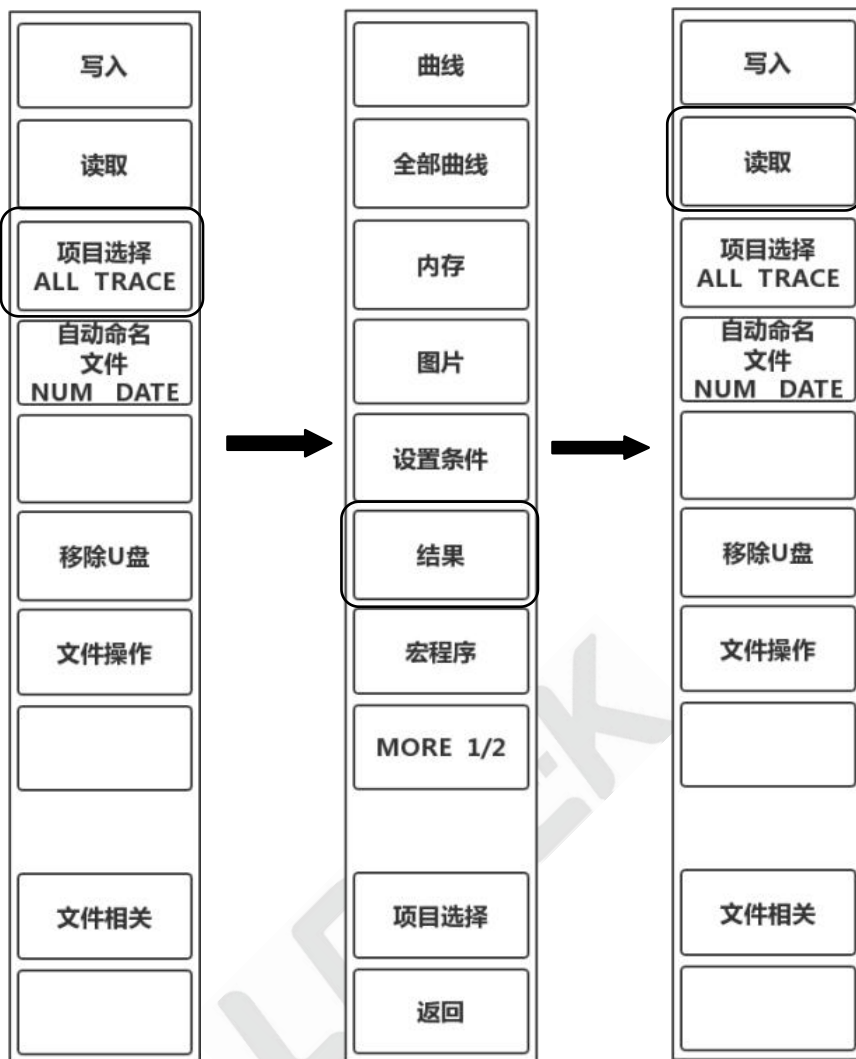 写入
读取
项目选择
ALL TRACE
自动命名
文件
NUM DATE
移除U盘
文件操作
文件相关
曲线
全部曲线
内存
图片
设置条件
结果
宏程序
MORE 1/2
项目选择
返回
写入
读取
项目选择
ALL TRACE
自动命名
文件
NUM DATE
移除U盘
文件操作
文件相关